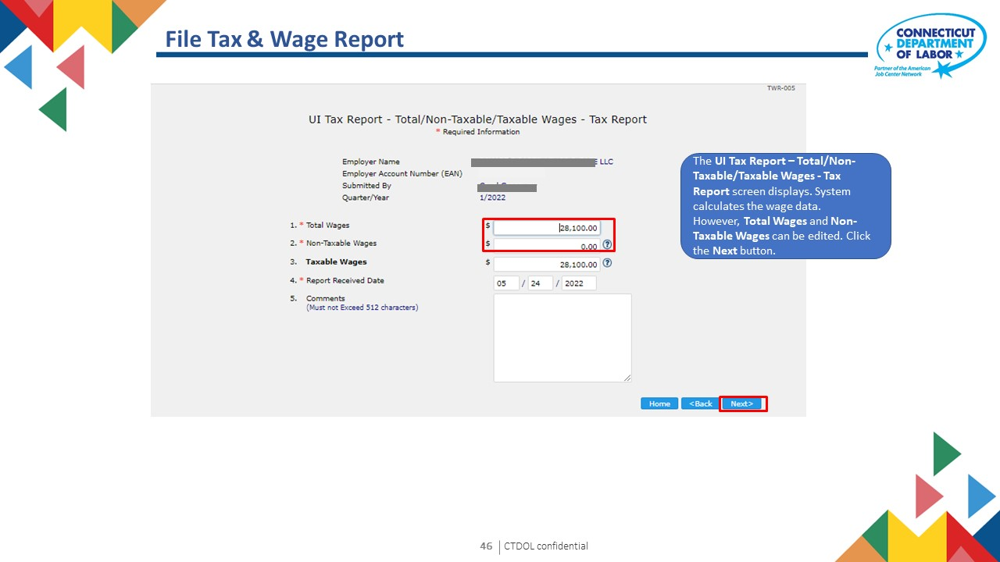 File Tax & Wage Report
CONNECTICUT
DEPARTMENT
OF LABOR
Partner of the American
Job Center Network
TWR-005
UI Tax Report - Total/Non-Taxable/Taxable Wages - Tax Report
* Required Information
Employer Name E LLC
Employer Account Number (EAN)
Submitted By
Quarter/Year 1/2022
1. * Total Wages $ 28,100.00
2. * Non-Taxable Wages $ 0.00 ?
3. Taxable Wages $ 28,100.00 ?
4. * Report Received Date 05 / 24 / 2022
5. Comments
(Must not Exceed 512 characters)
Home <Back Next>
The UI Tax Report – Total/Non-
Taxable/Taxable Wages - Tax
Report screen displays. System
calculates the wage data.
However, Total Wages and Non-
Taxable Wages can be edited. Click
the Next button.
46 CTDOL confidential